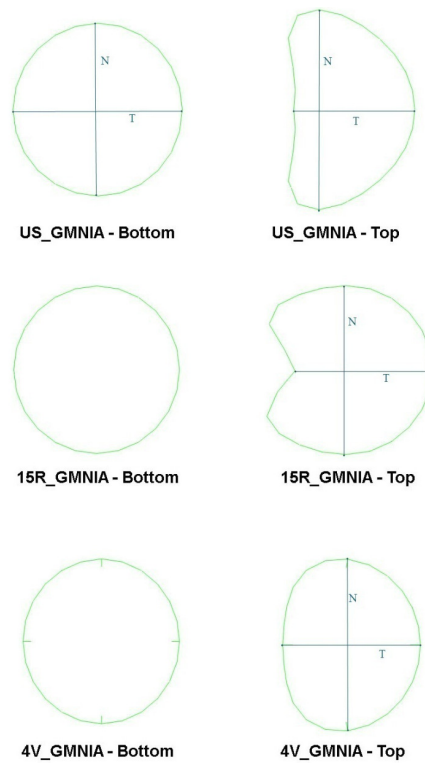 N
N
T
T
US_GMNIA - Bottom
US_GMNIA - Top
N
T
15R_GMNIA - Bottom
15R_GMNIA - Top
N
T
4V_GMNIA - Bottom
4V_GMNIA - Top